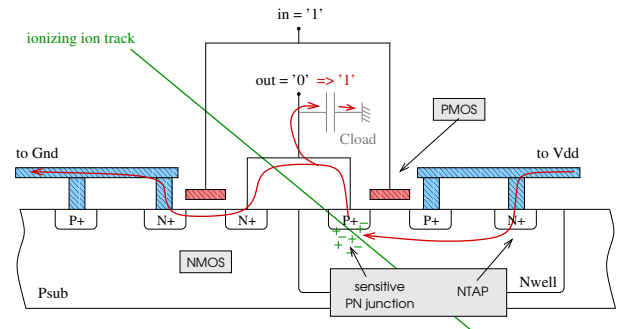 in = '1'
ionizing ion track
out = '0' => '1'
PMOS
Cload
to Gnd
to Vdd
P+
N+
N+
P+
P+
N+
+ − + − + + − +
NMOS
sensitive
PN junction
NTAP
Nwell
Psub